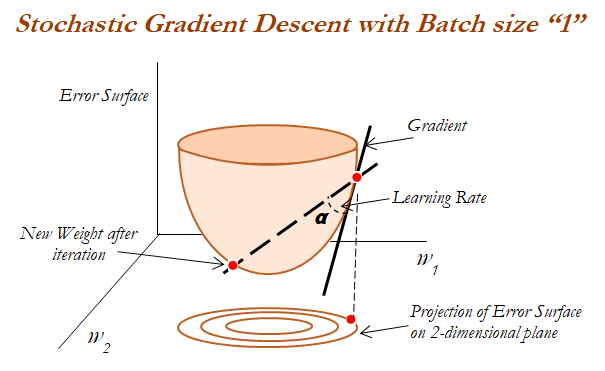 Stochastic Gradient Descent with Batch size “1”
Error Surface
Gradient
Learning Rate
α
New Weight after
iteration
w1
Projection of Error Surface
on 2-dimensional plane
w2